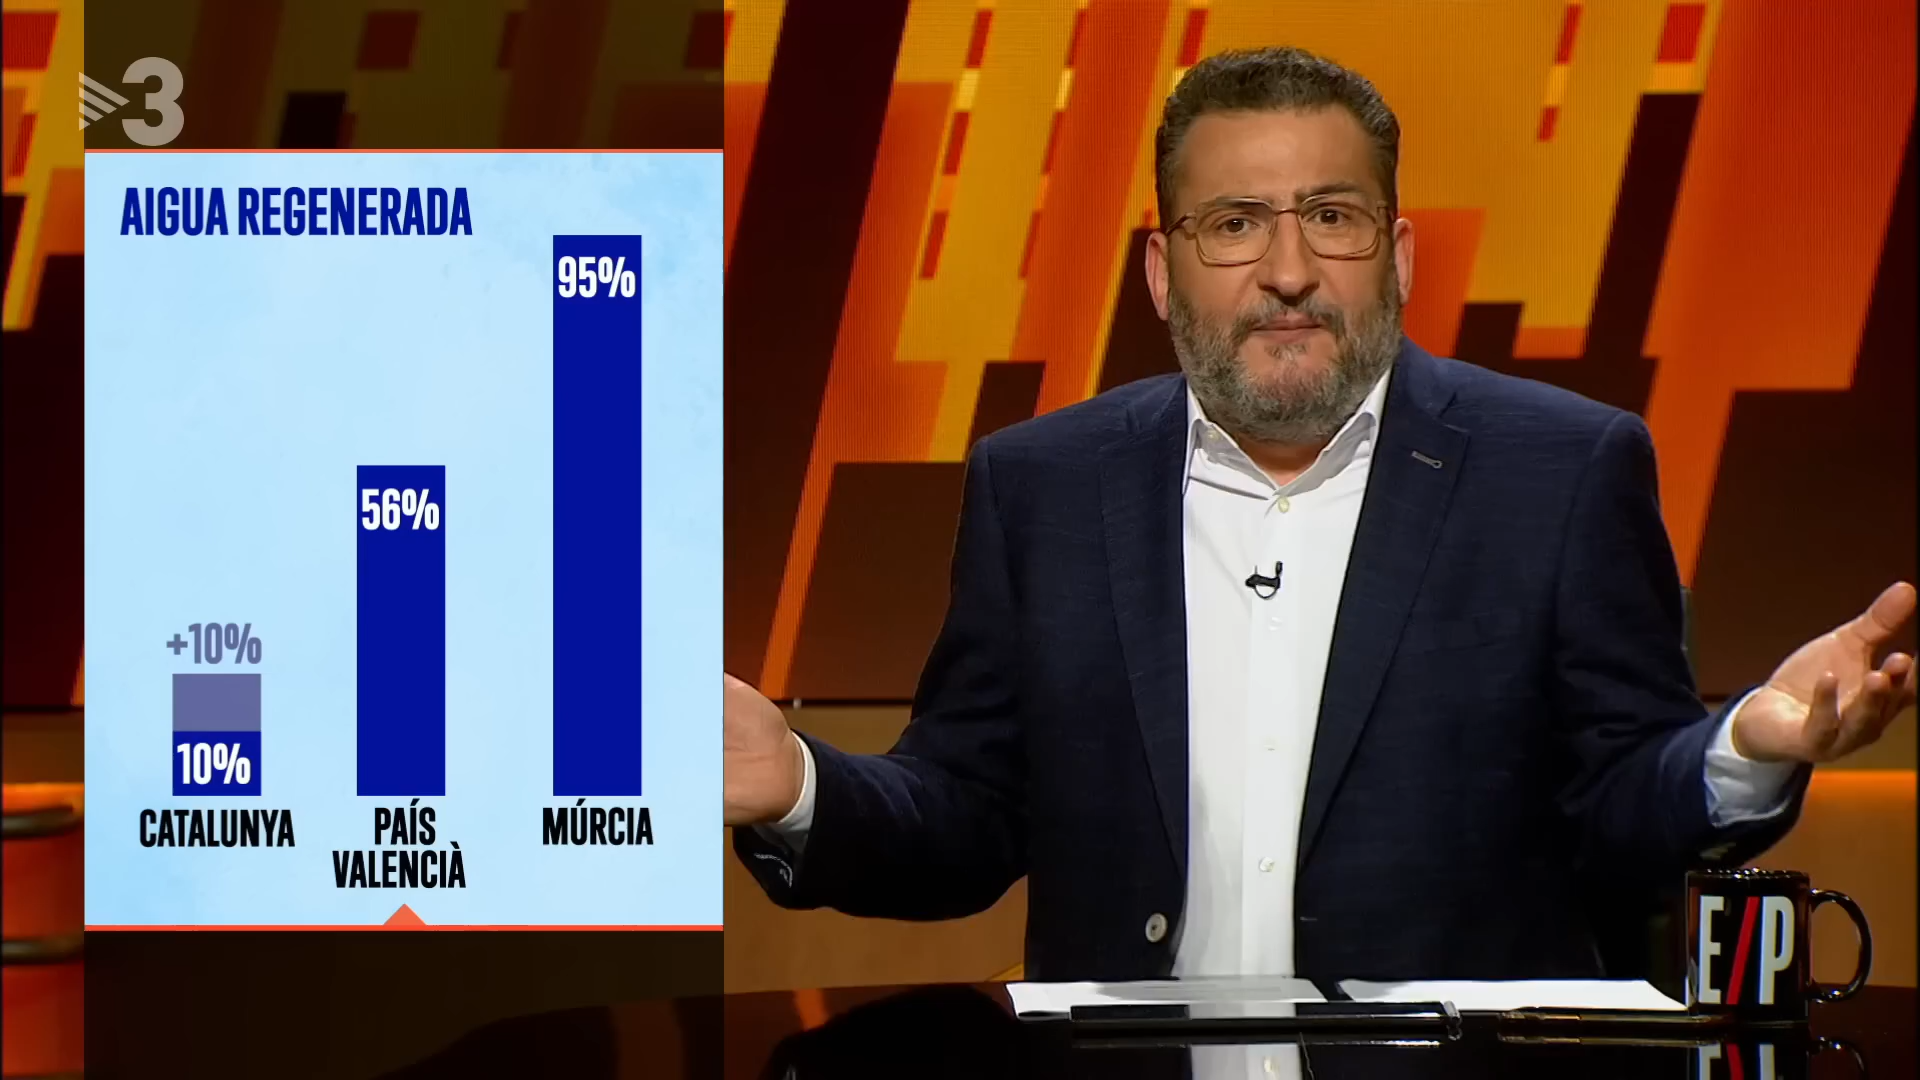 3
AIGUA REGENERADA
95%
56%
+10%
10%
CATALUNYA
PAÍS
VALENCIÀ
MÚRCIA
E/P